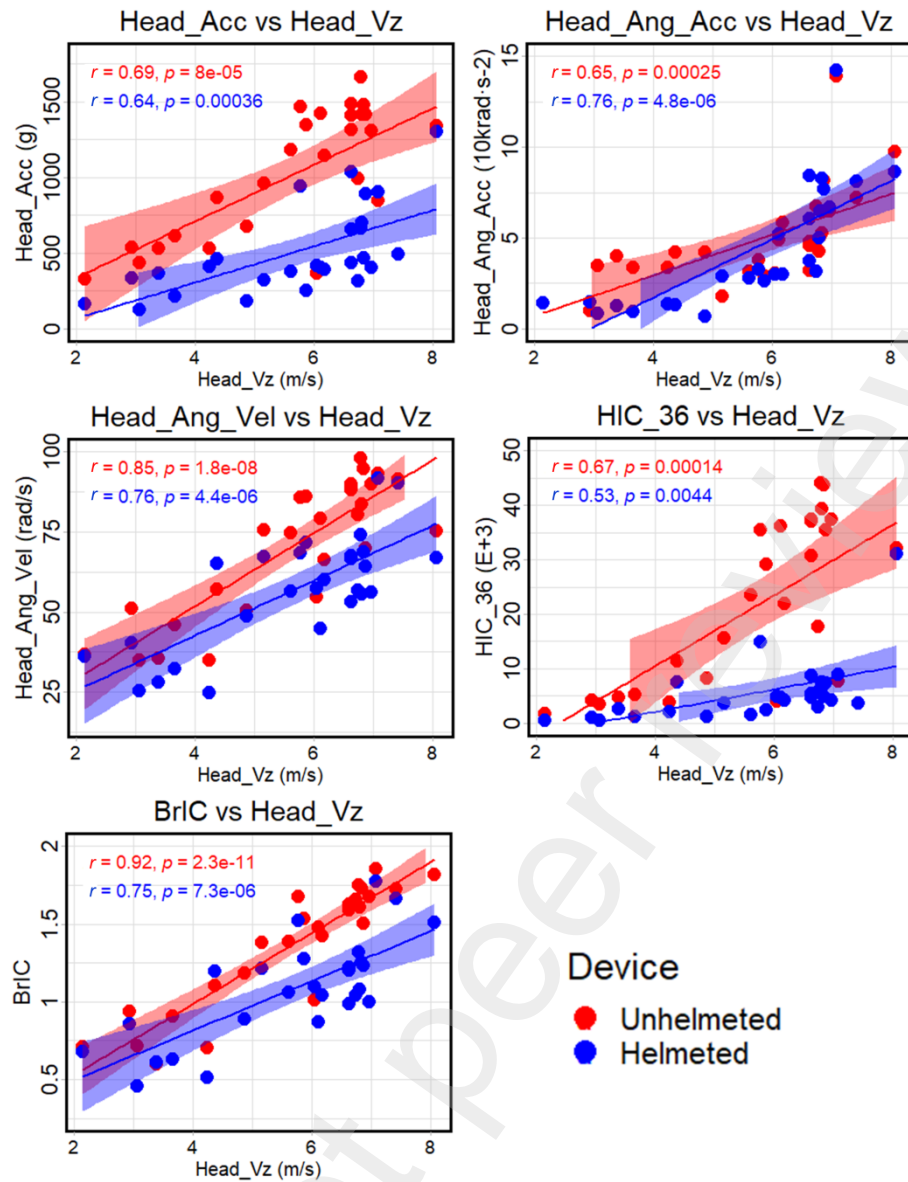 Head_Acc vs Head_Vz
r = 0.69, p = 8e-05
r = 0.64, p = 0.00036
Head_Acc (g)
1500
1000
500
0
2
4
6
8
Head_Vz (m/s)
Head_Ang_Acc vs Head_Vz
r = 0.65, p = 0.00025
r = 0.76, p = 4.8e-06
Head_Ang_Acc (10krad·s-2)
15
10
5
0
2
4
6
8
Head_Vz (m/s)
Head_Ang_Vel vs Head_Vz
r = 0.85, p = 1.8e-08
r = 0.76, p = 4.4e-06
Head_Ang_Vel (rad/s)
100
75
50
25
2
4
6
8
Head_Vz (m/s)
HIC_36 vs Head_Vz
r = 0.67, p = 0.00014
r = 0.53, p = 0.0044
HIC_36 (E+3)
50
40
30
20
10
0
2
4
6
8
Head_Vz (m/s)
BrIC vs Head_Vz
r = 0.92, p = 2.3e-11
r = 0.75, p = 7.3e-06
BrIC
2
1.5
1
0.5
2
4
6
8
Head_Vz (m/s)
Device
Unhelmeted
Helmeted
t peer review